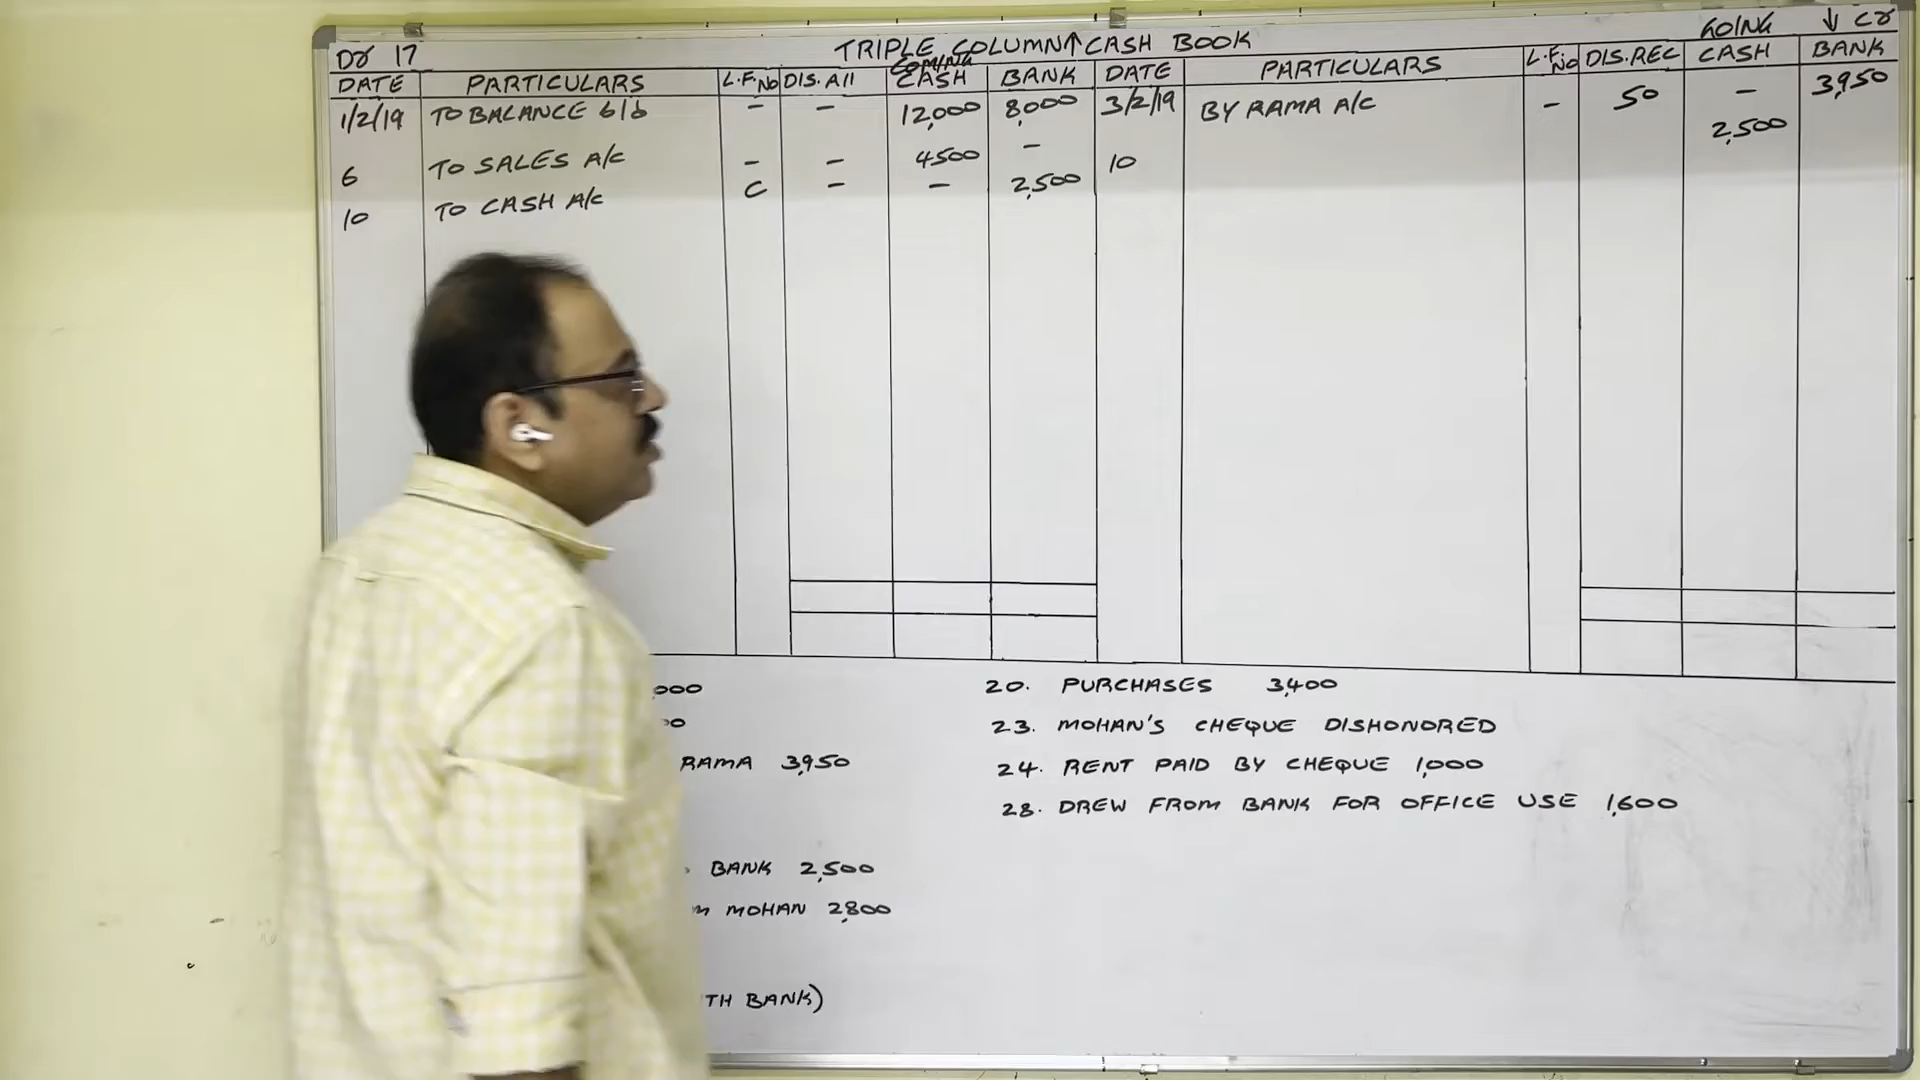 DR 17 TRIPLE COLUMN CASH BOOK GOING ↓ CR
COMING ↑
DATE PARTICULARS L.F.NO DIS.All CASH BANK DATE PARTICULARS L.F.NO DIS.REC CASH BANK
1/2/19 TO BALANCE b/b - - 12,000 8,000 3/2/19 BY RAMA A/C - 50 - 3,950
6 TO SALES A/C - - 4500 - 10 2,500
10 TO CASH A/C C - - 2,500
000 20. PURCHASES 3,400
00 23. MOHAN'S CHEQUE DISHONORED
RAMA 3,950 24. RENT PAID BY CHEQUE 1,000
28. DREW FROM BANK FOR OFFICE USE 1,600
BANK 2,500
MOHAN 2,800
TH BANK)